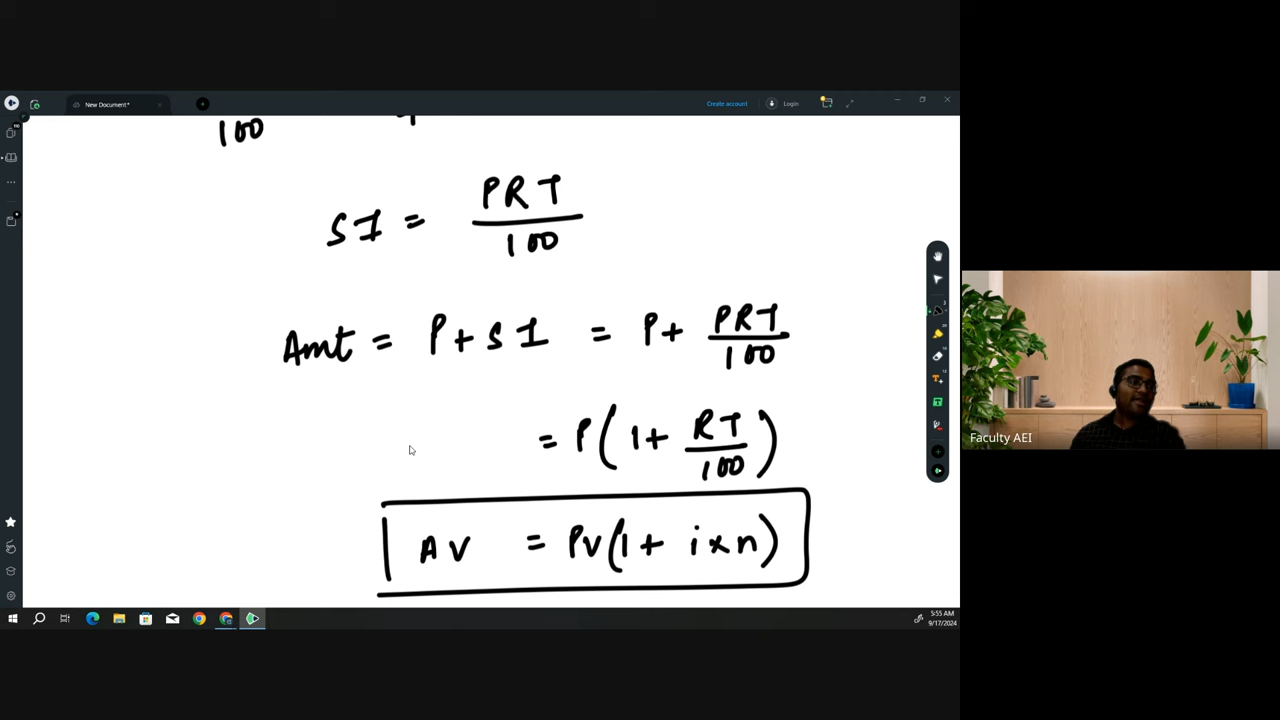 New Document*
Create account
Login
100
SI = PRT / 100
Amt = P + SI = P + PRT / 100
= P ( 1 + RT / 100 )
AV = PV ( 1 + i × n )
Faculty AEI
5:55 AM
9/17/2024